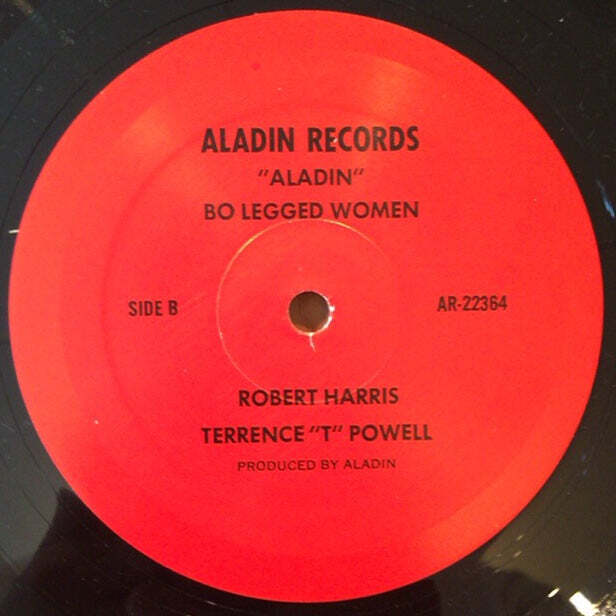 ALADIN RECORDS
"ALADIN"
BO LEGGED WOMEN
SIDE B
AR-22364
ROBERT HARRIS
TERRENCE "T" POWELL
PRODUCED BY ALADIN